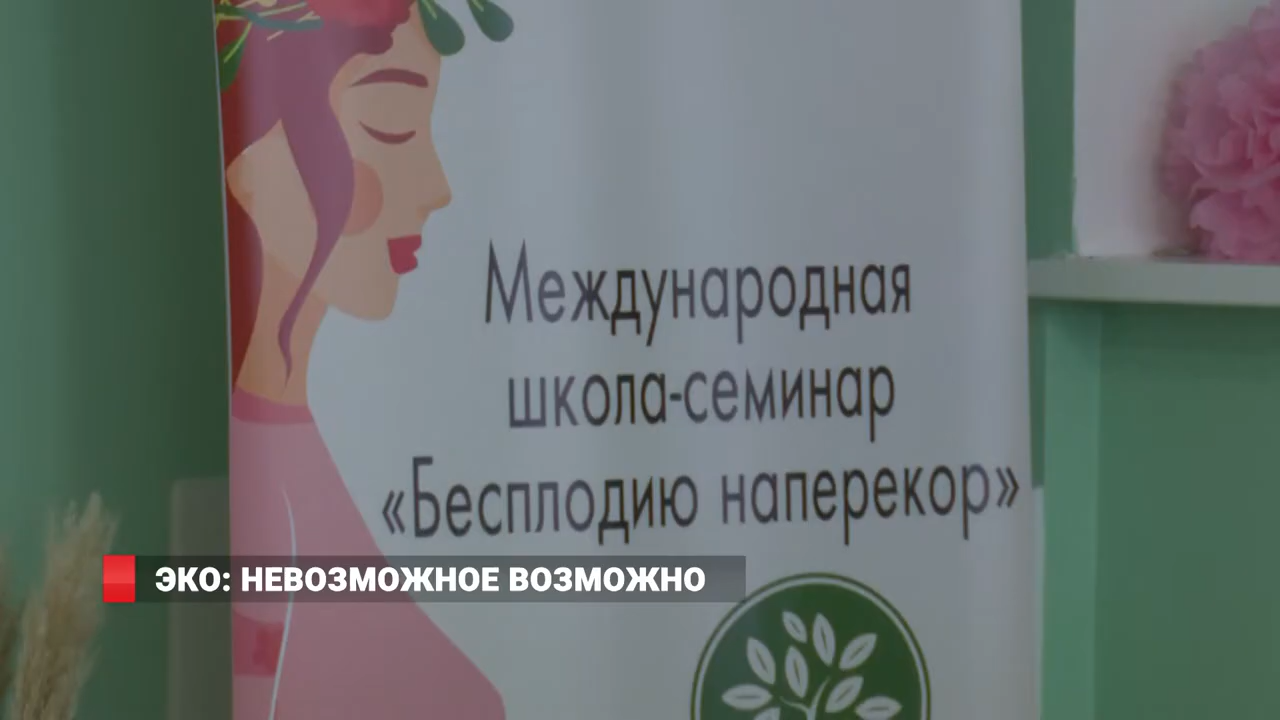 Международная
школа-семинар
«Бесплодию наперекор»
ЭКО: НЕВОЗМОЖНОЕ ВОЗМОЖНО